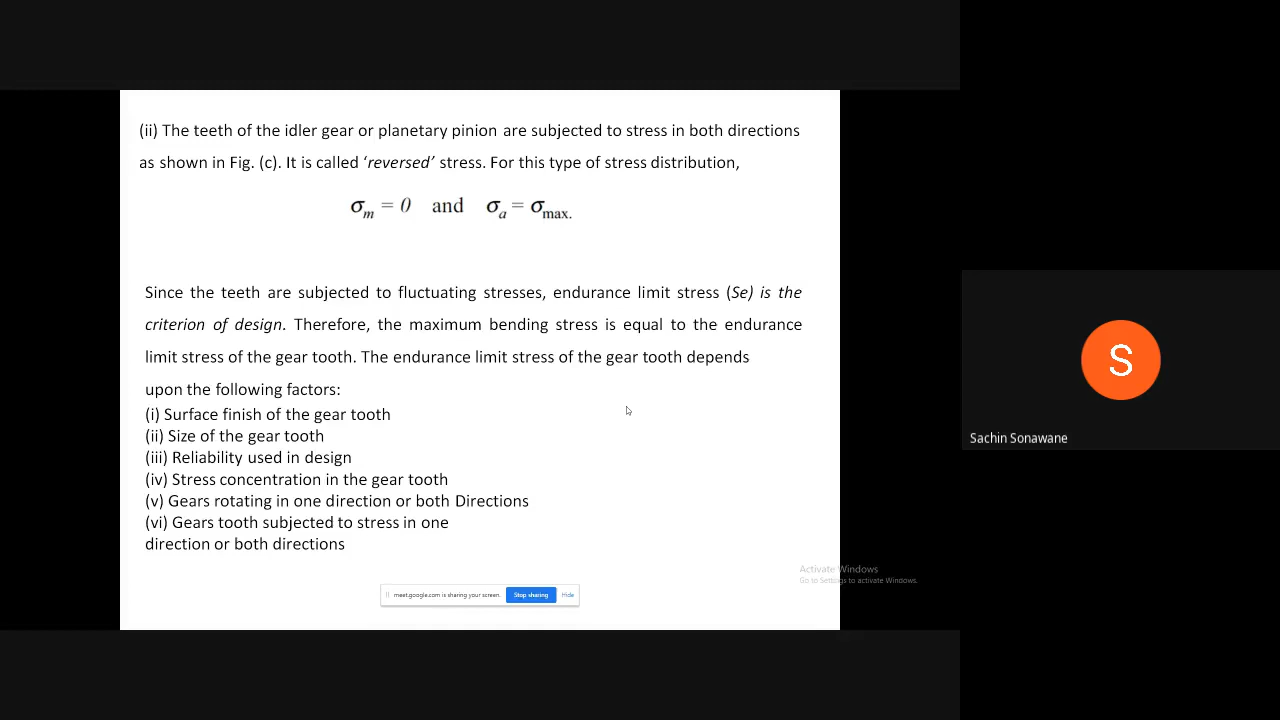 (ii) The teeth of the idler gear or planetary pinion are subjected to stress in both directions
as shown in Fig. (c). It is called ‘reversed’ stress. For this type of stress distribution,
σm = 0 and σa = σmax.
Since the teeth are subjected to fluctuating stresses, endurance limit stress (Se) is the
criterion of design. Therefore, the maximum bending stress is equal to the endurance
limit stress of the gear tooth. The endurance limit stress of the gear tooth depends
upon the following factors:
(i) Surface finish of the gear tooth
(ii) Size of the gear tooth
(iii) Reliability used in design
(iv) Stress concentration in the gear tooth
(v) Gears rotating in one direction or both Directions
(vi) Gears tooth subjected to stress in one
direction or both directions
S
Sachin Sonawane
Activate Windows
Go to Settings to activate Windows.
meet.google.com is sharing your screen. Stop sharing Hide